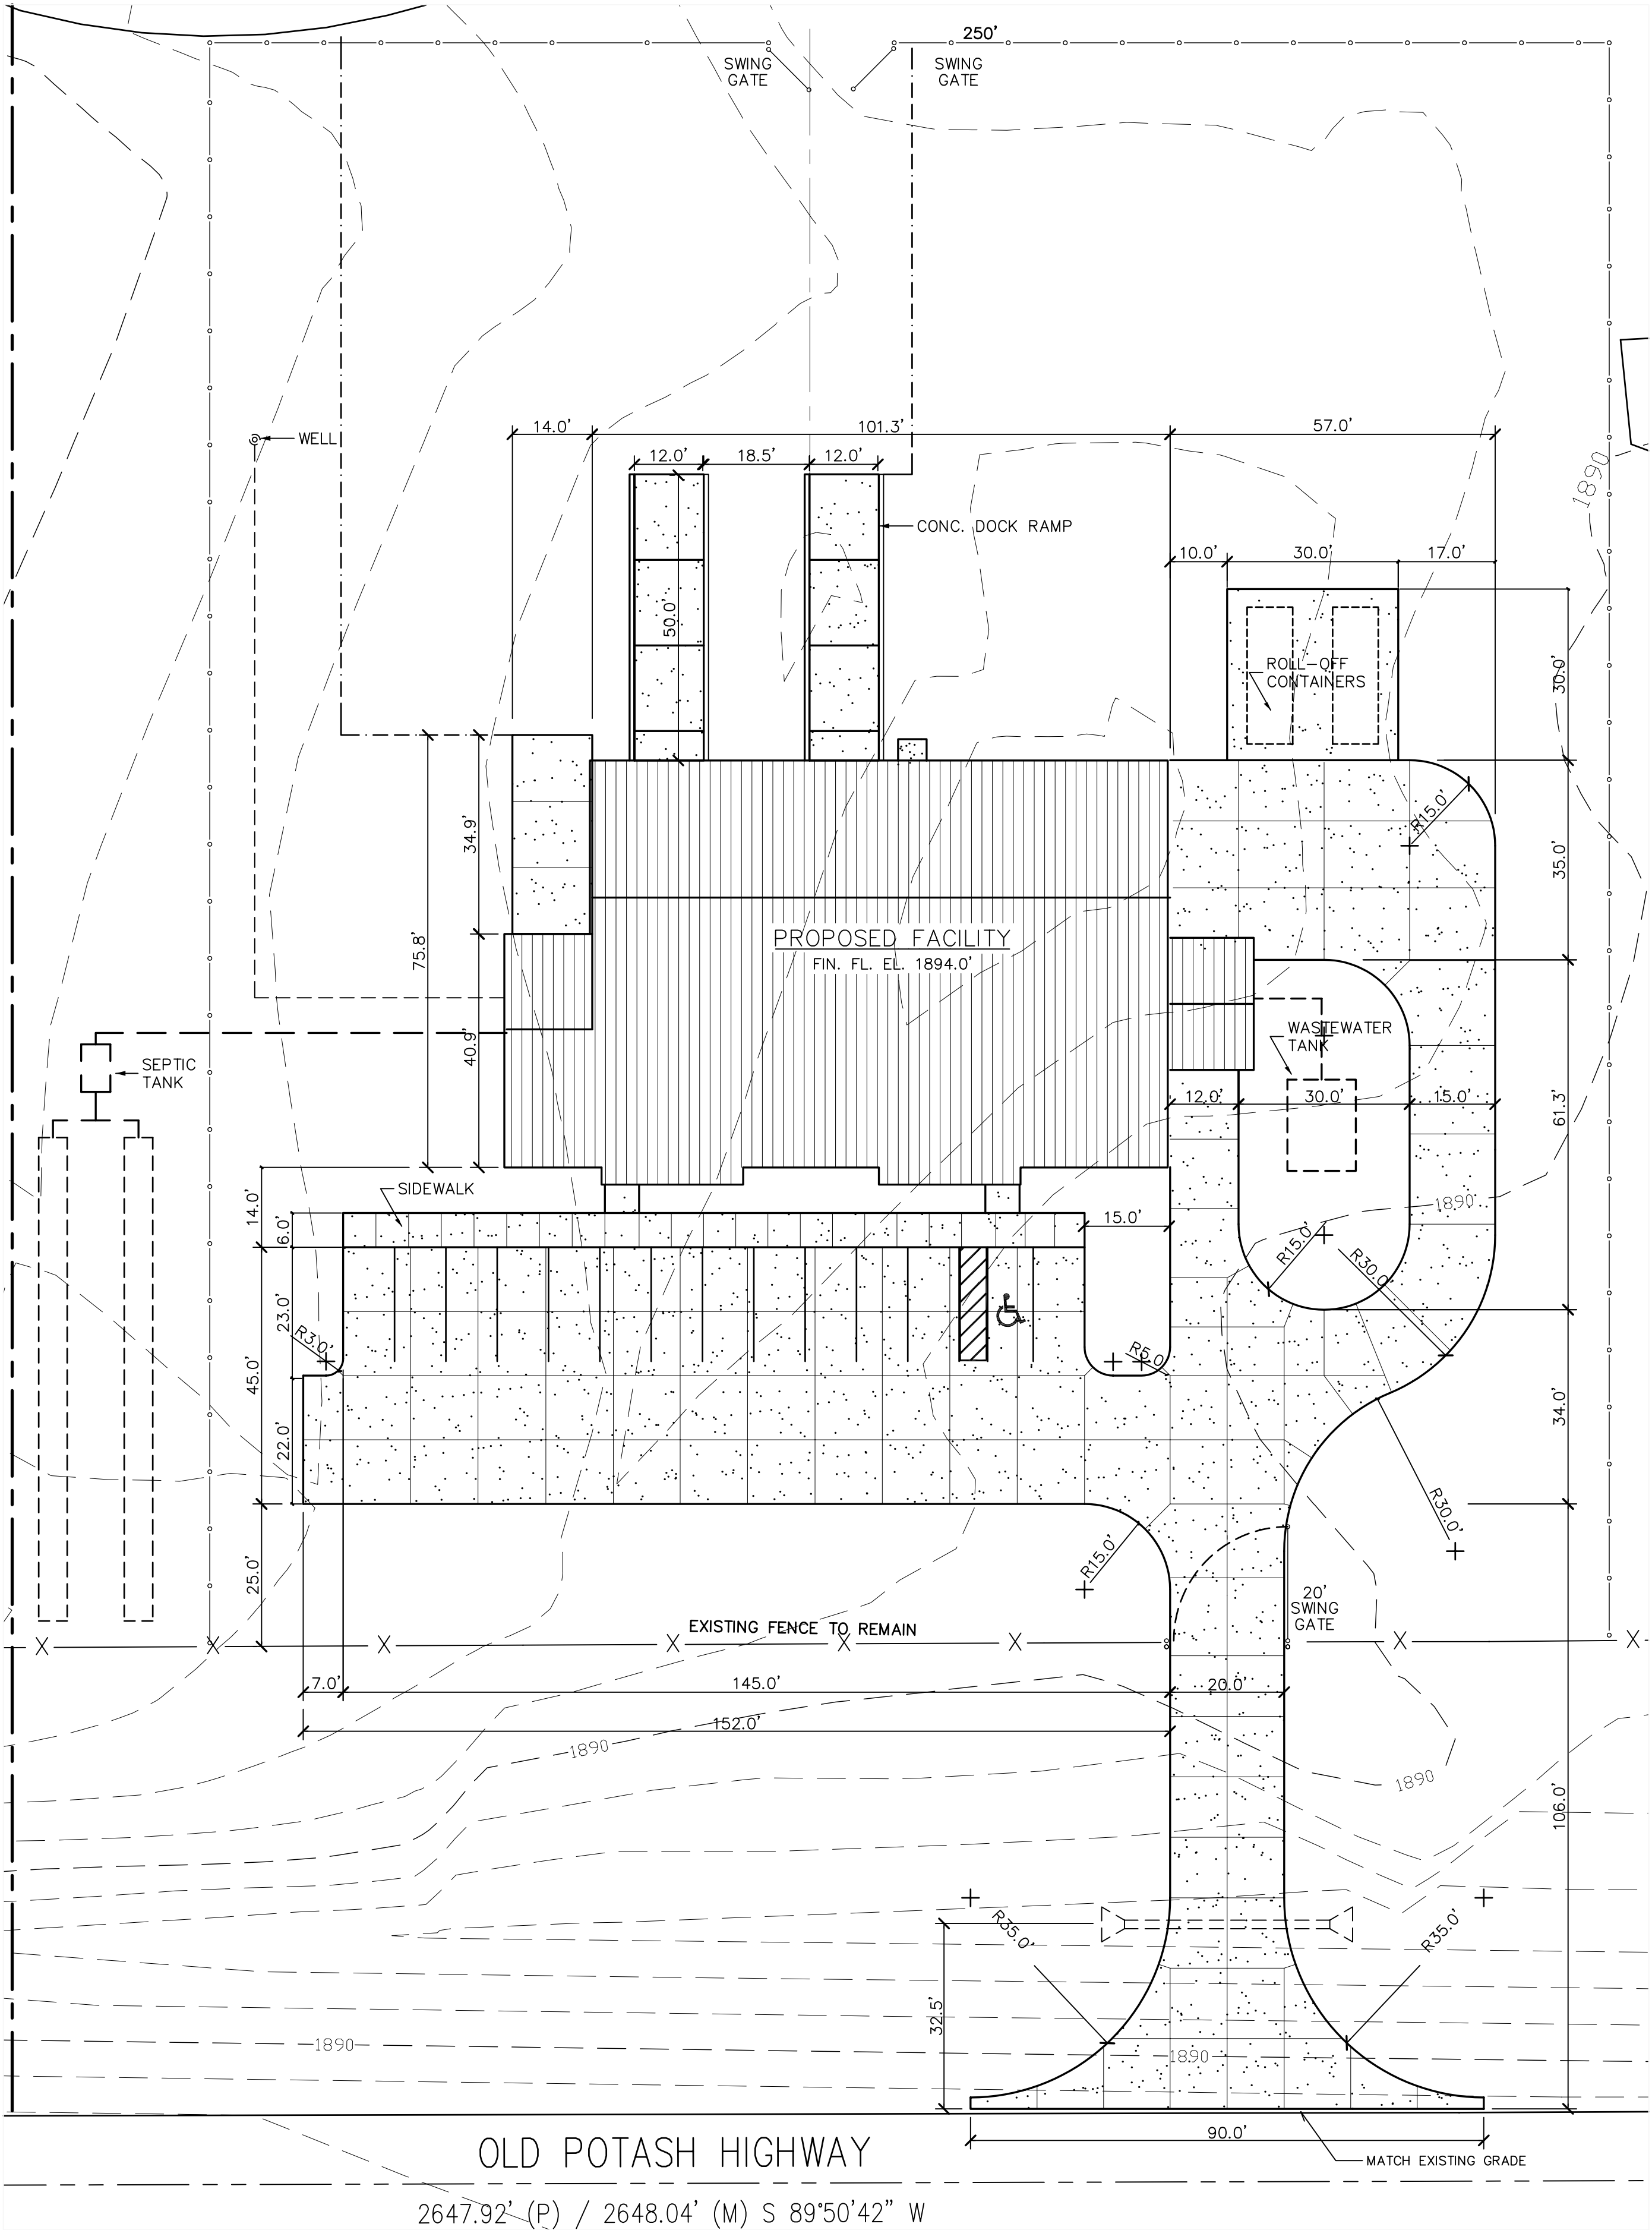 250'
SWING
GATE
SWING
GATE
WELL
14.0'
101.3'
57.0'
12.0'
18.5'
12.0'
1890
CONC. DOCK RAMP
10.0'
30.0'
17.0'
50.0'
ROLL-OFF
CONTAINERS
30.0'
R15.0'
34.9'
35.0'
75.8'
PROPOSED FACILITY
FIN. FL. EL. 1894.0'
40.9'
WASTEWATER
TANK
SEPTIC
TANK
12.0'
30.0'
15.0'
61.3'
SIDEWALK
14.0'
6.0'
15.0'
1890
R15.0'
R30.0'
23.0'
R3.0'
R5.0'
45.0'
34.0'
22.0'
R30.0'
R15.0'
25.0'
20'
SWING
GATE
EXISTING FENCE TO REMAIN
X X X X X X X X
7.0'
145.0'
20.0'
152.0'
1890
1890
106.0'
R35.0'
R35.0'
32.5'
1890
1890
90.0'
OLD POTASH HIGHWAY
MATCH EXISTING GRADE
2647.92' (P) / 2648.04' (M) S 89°50'42" W